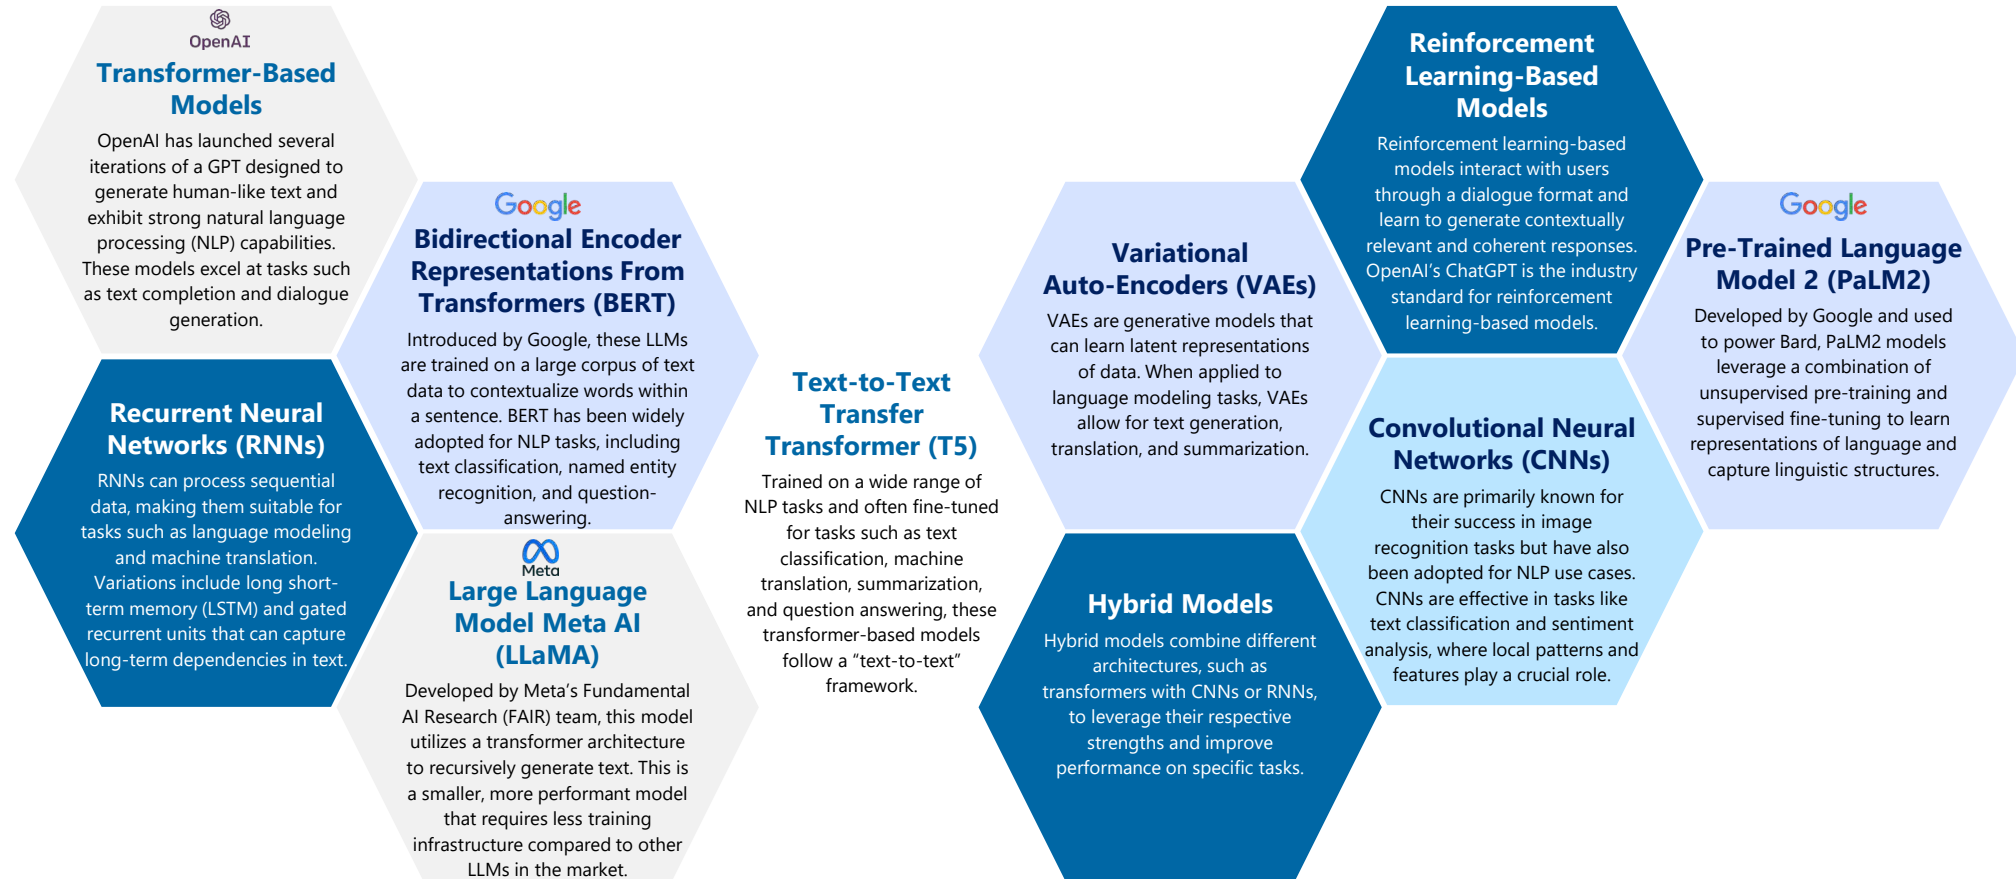 OpenAI
Transformer-Based
Models
OpenAI has launched several
iterations of a GPT designed to
generate human-like text and
exhibit strong natural language
processing (NLP) capabilities.
These models excel at tasks such
as text completion and dialogue
generation.
Recurrent Neural
Networks (RNNs)
RNNs can process sequential
data, making them suitable for
tasks such as language modeling
and machine translation.
Variations include long short-
term memory (LSTM) and gated
recurrent units that can capture
long-term dependencies in text.
Google
Bidirectional Encoder
Representations From
Transformers (BERT)
Introduced by Google, these LLMs
are trained on a large corpus of text
data to contextualize words within
a sentence. BERT has been widely
adopted for NLP tasks, including
text classification, named entity
recognition, and question-
answering.
Meta
Large Language
Model Meta AI
(LLaMA)
Developed by Meta's Fundamental
AI Research (FAIR) team, this model
utilizes a transformer architecture
to recursively generate text. This is
a smaller, more performant model
that requires less training
infrastructure compared to other
LLMs in the market.
Text-to-Text
Transfer
Transformer (T5)
Trained on a wide range of
NLP tasks and often fine-tuned
for tasks such as text
classification, machine
translation, summarization,
and question answering, these
transformer-based models
follow a “text-to-text”
framework.
Variational
Auto-Encoders (VAEs)
VAEs are generative models that
can learn latent representations
of data. When applied to
language modeling tasks, VAEs
allow for text generation,
translation, and summarization.
Hybrid Models
Hybrid models combine different
architectures, such as
transformers with CNNs or RNNs,
to leverage their respective
strengths and improve
performance on specific tasks.
Reinforcement
Learning-Based
Models
Reinforcement learning-based
models interact with users
through a dialogue format and
learn to generate contextually
relevant and coherent responses.
OpenAI's ChatGPT is the industry
standard for reinforcement
learning-based models.
Convolutional Neural
Networks (CNNs)
CNNs are primarily known for
their success in image
recognition tasks but have also
been adopted for NLP use cases.
CNNs are effective in tasks like
text classification and sentiment
analysis, where local patterns and
features play a crucial role.
Google
Pre-Trained Language
Model 2 (PaLM2)
Developed by Google and used
to power Bard, PaLM2 models
leverage a combination of
unsupervised pre-training and
supervised fine-tuning to learn
representations of language and
capture linguistic structures.